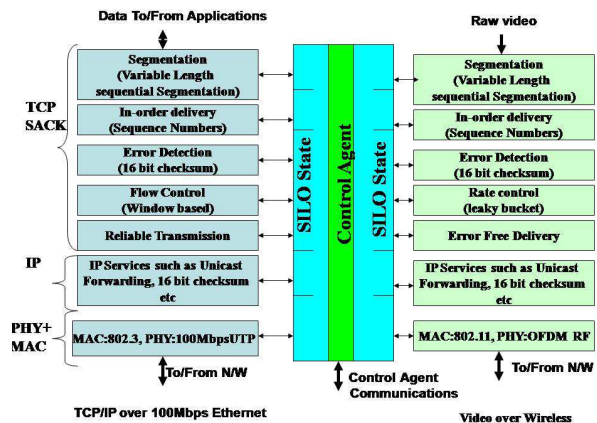 Data To/From Applications
Raw video
TCP
SACK
Segmentation
(Variable Length
sequential Segmentation)
In-order delivery
(Sequence Numbers)
Error Detection
(16 bit checksum)
Flow Control
(Window based)
Reliable Transmission
IP
IP Services such as Unicast
Forwarding, 16 bit checksum
etc
PHY+
MAC
MAC:802.3, PHY:100MbpsUTP
To/From N/W
TCP/IP over 100Mbps Ethernet
SILO State
Control Agent
SILO State
Control Agent
Communications
Segmentation
(Variable Length
sequential Segmentation)
In-order delivery
(Sequence Numbers)
Error Detection
(16 bit checksum)
Rate control
(leaky bucket)
Error Free Delivery
IP Services such as Unicast
Forwarding, 16 bit checksum
etc
MAC:802.11, PHY:OFDM RF
To/From N/W
Video over Wireless